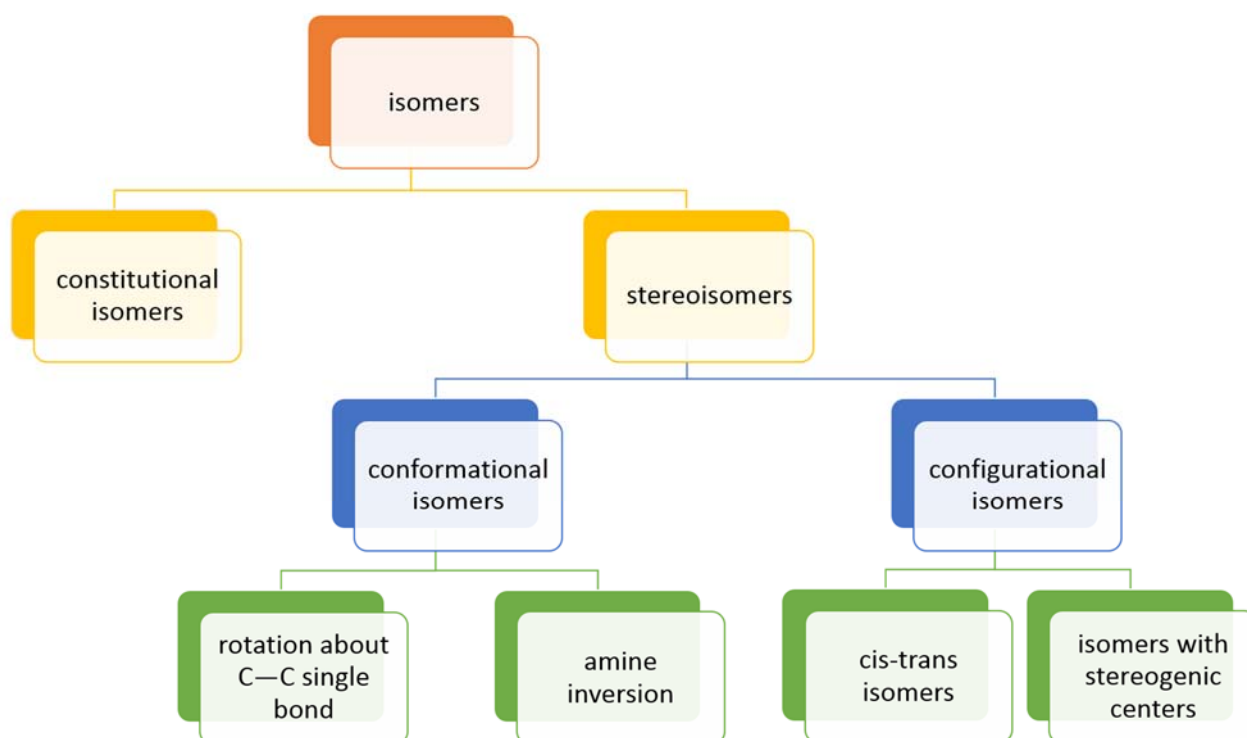 isomers
constitutional
isomers
stereoisomers
conformational
isomers
configurational
isomers
rotation about
C—C single
bond
amine
inversion
cis-trans
isomers
isomers with
stereogenic
centers